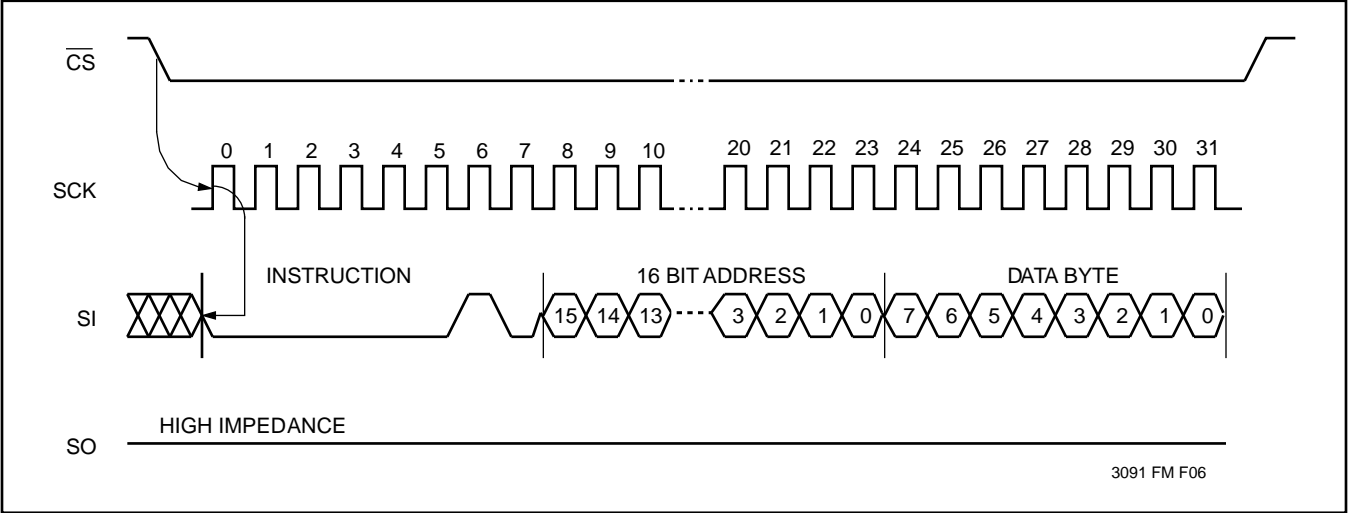 CS
0 1 2 3 4 5 6 7 8 9 10 20 21 22 23 24 25 26 27 28 29 30 31
SCK
INSTRUCTION 16 BIT ADDRESS DATA BYTE
SI 15 14 13 3 2 1 0 7 6 5 4 3 2 1 0
HIGH IMPEDANCE
SO
3091 FM F06